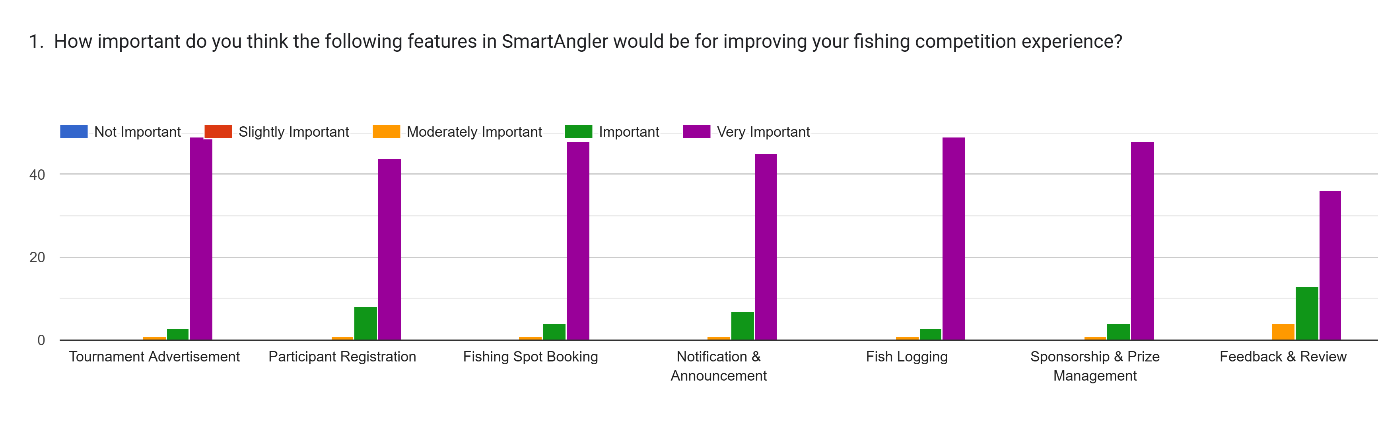 1. How important do you think the following features in SmartAngler would be for improving your fishing competition experience?
Not Important Slightly Important Moderately Important Important Very Important
40
20
0
Tournament Advertisement Participant Registration Fishing Spot Booking Notification & Fish Logging Sponsorship & Prize Feedback & Review
Announcement Management